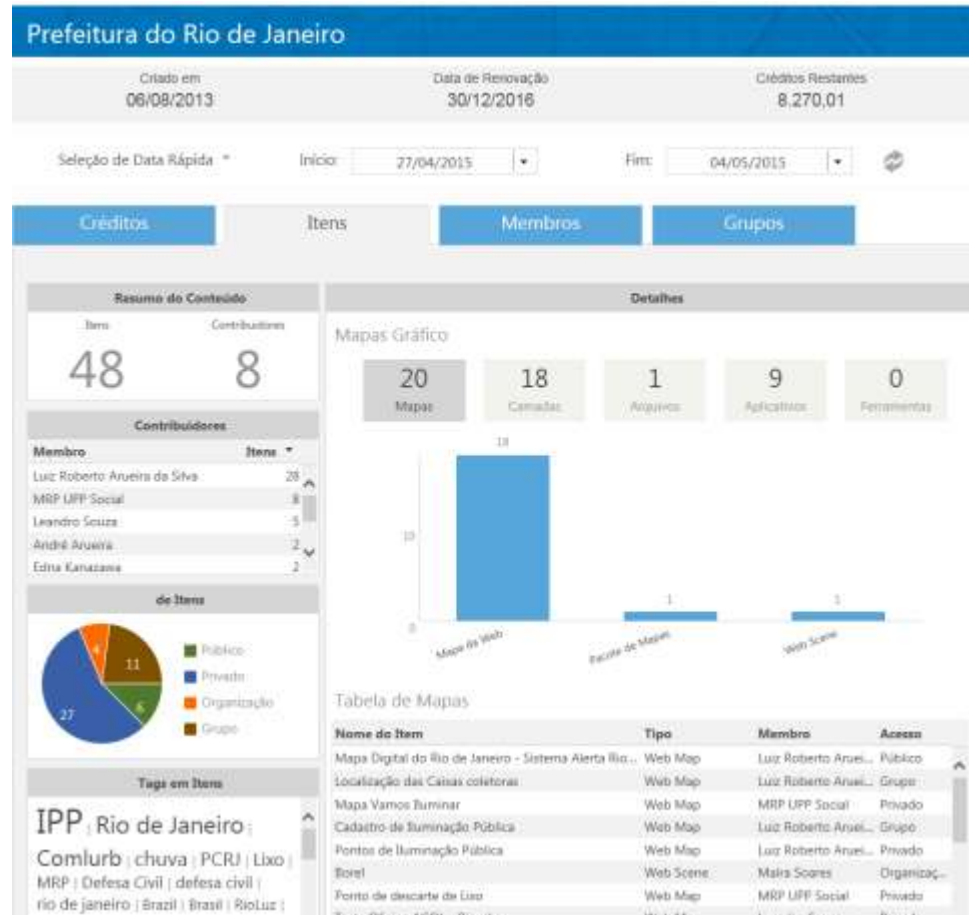 Prefeitura do Rio de Janeiro
Criado em
06/08/2013
Data de Renovação
30/12/2016
Créditos Restantes
8.270,01
Seleção de Data Rápida
Início:
27/04/2015
Fim:
04/05/2015
Créditos
Itens
Membros
Grupos
Resumo do Conteúdo
Itens
48
Contribuidores
8
Contribuidores
Membro Itens
Luiz Roberto Arueira da Silva 28
MRP UPP Social 8
Leandro Souza 5
André Arueira 2
Edna Kanazawa 2
de Itens
4
11
27
6
Público
Privado
Organização
Grupo
Tags em Itens
IPP | Rio de Janeiro |
Comlurb | chuva | PCRJ | Lixo |
MRP | Defesa Civil | defesa civil |
rio de janeiro | Brazil | Brasil | RioLuz |
Detalhes
Mapas Gráfico
20
Mapas
18
Camadas
1
Arquivos
9
Aplicativos
0
Ferramentas
18
10
0
1
1
Mapa da Web
Pacote de Mapas
Web Scene
Tabela de Mapas
Nome do Item Tipo Membro Acesso
Mapa Digital do Rio de Janeiro - Sistema Alerta Rio... Web Map Luiz Roberto Aruei... Público
Localização das Caixas coletoras Web Map Luiz Roberto Aruei... Grupo
Mapa Vamos Iluminar Web Map MRP UPP Social Privado
Cadastro de Iluminação Pública Web Map Luiz Roberto Aruei... Grupo
Pontos de Iluminação Pública Web Map Luiz Roberto Aruei... Privado
Borel Web Scene Maira Soares Organizaç...
Ponto de descarte de Lixo Web Map MRP UPP Social Privado